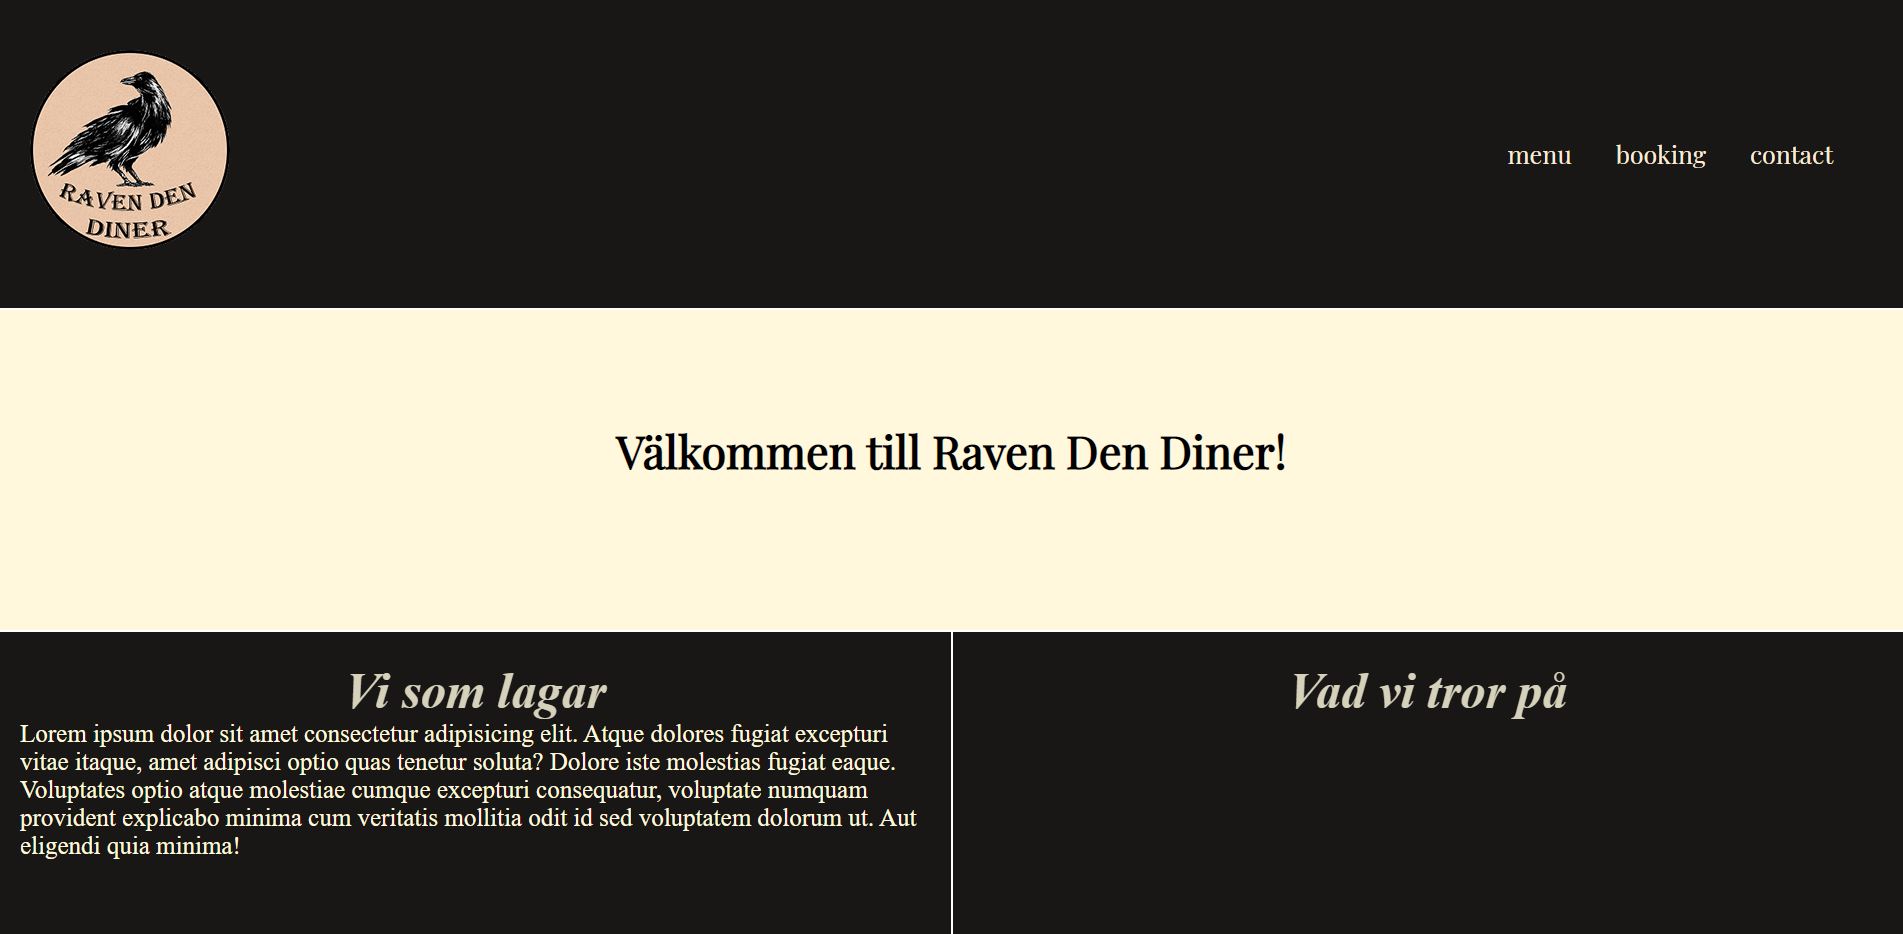 RAVEN DEN
DINER
menu booking contact
Välkommen till Raven Den Diner!
Vi som lagar
Lorem ipsum dolor sit amet consectetur adipisicing elit. Atque dolores fugiat excepturi
vitae itaque, amet adipisci optio quas tenetur soluta? Dolore iste molestias fugiat eaque.
Voluptates optio atque molestiae cumque excepturi consequatur, voluptate numquam
provident explicabo minima cum veritatis mollitia odit id sed voluptatem dolorum ut. Aut
eligendi quia minima!
Vad vi tror på